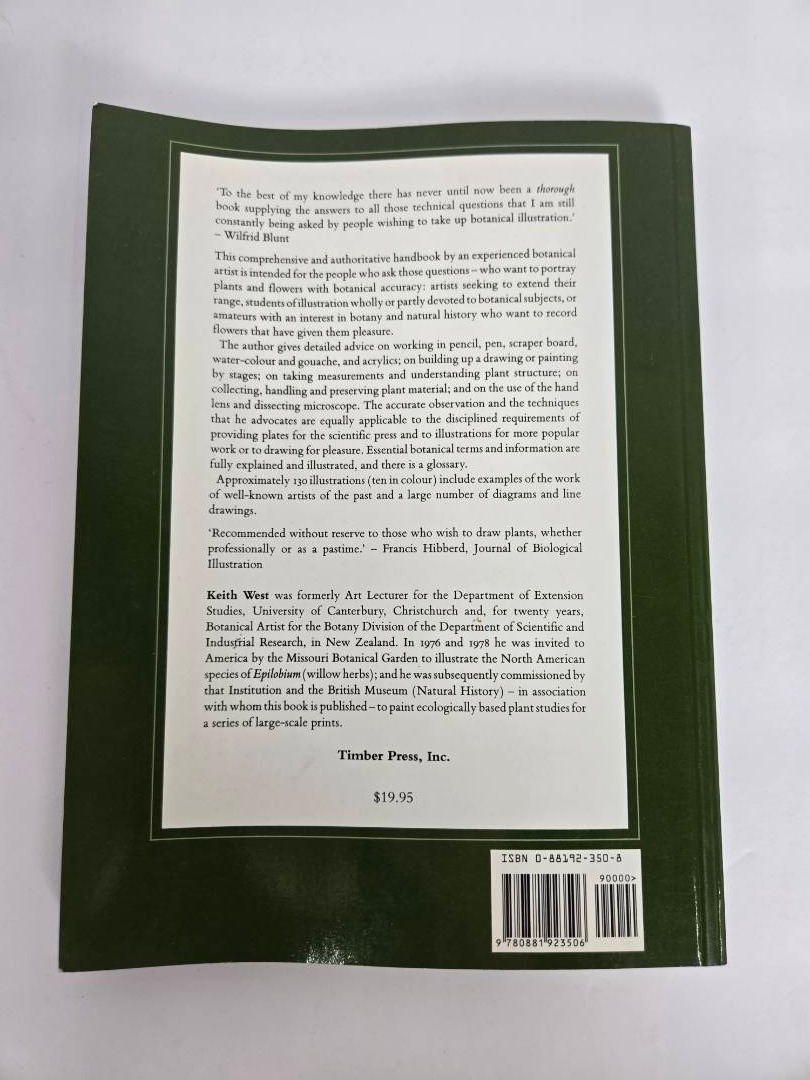 ‘To the best of my knowledge there has never until now been a thorough
book supplying the answers to all those technical questions that I am still
constantly being asked by people wishing to take up botanical illustration.’
– Wilfrid Blunt
This comprehensive and authoritative handbook by an experienced botanical
artist is intended for the people who ask those questions – who want to portray
plants and flowers with botanical accuracy: artists seeking to extend their
range, students of illustration wholly or partly devoted to botanical subjects, or
amateurs with an interest in botany and natural history who want to record
flowers that have given them pleasure.
The author gives detailed advice on working in pencil, pen, scraper board,
water-colour and gouache, and acrylics; on building up a drawing or painting
by stages; on taking measurements and understanding plant structure; on
collecting, handling and preserving plant material; and on the use of the hand
lens and dissecting microscope. The accurate observation and the techniques
that he advocates are equally applicable to the disciplined requirements of
providing plates for the scientific press and to illustrations for more popular
work or to drawing for pleasure. Essential botanical terms and information are
fully explained and illustrated, and there is a glossary.
Approximately 130 illustrations (ten in colour) include examples of the work
of well-known artists of the past and a large number of diagrams and line
drawings.
‘Recommended without reserve to those who wish to draw plants, whether
professionally or as a pastime.’ – Francis Hibberd, Journal of Biological
Illustration
Keith West was formerly Art Lecturer for the Department of Extension
Studies, University of Canterbury, Christchurch and, for twenty years,
Botanical Artist for the Botany Division of the Department of Scientific and
Industrial Research, in New Zealand. In 1976 and 1978 he was invited to
America by the Missouri Botanical Garden to illustrate the North American
species of Epilobium (willow herbs); and he was subsequently commissioned by
that Institution and the British Museum (Natural History) – in association
with whom this book is published – to paint ecologically based plant studies for
a series of large-scale prints.
Timber Press, Inc.
$19.95
ISBN 0-88192-350-8
90000>
9 780881 923506